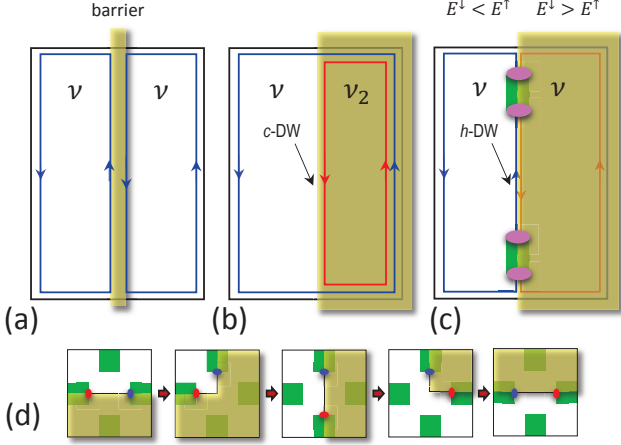 barrier
E↓ < E↑ E↓ > E↑
ν ν ν ν₂ ν ν
c-DW h-DW
(a) (b) (c)
(d)